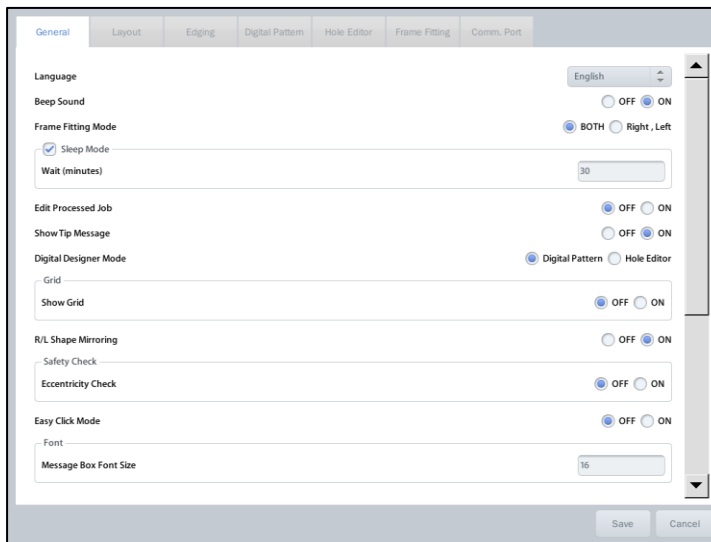 General Layout Edging Digital Pattern Hole Editor Frame Fitting Comm. Port
Language English
Beep Sound OFF ON
Frame Fitting Mode BOTH Right , Left
Sleep Mode
Wait (minutes) 30
Edit Processed Job OFF ON
Show Tip Message OFF ON
Digital Designer Mode Digital Pattern Hole Editor
Grid
Show Grid OFF ON
R/L Shape Mirroring OFF ON
Safety Check
Eccentricity Check OFF ON
Easy Click Mode OFF ON
Font
Message Box Font Size 16
Save Cancel